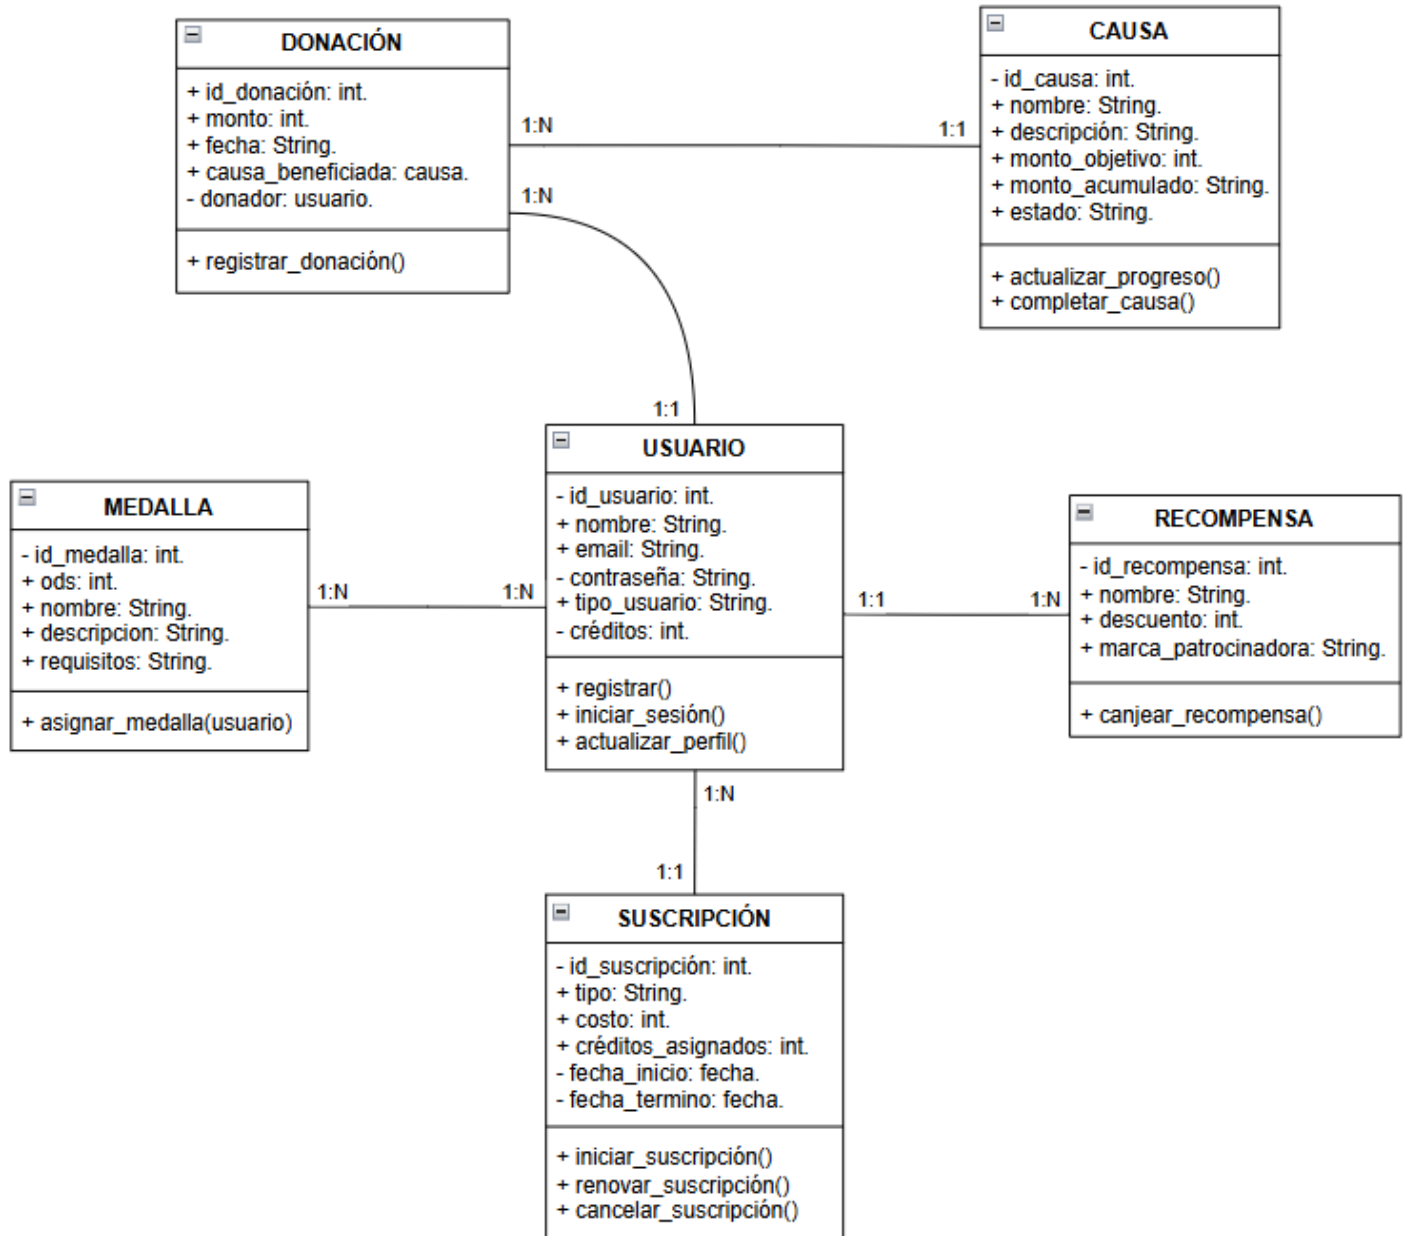 DONACIÓN
+ id_donación: int.
+ monto: int.
+ fecha: String.
+ causa_beneficiada: causa.
- donador: usuario.
+ registrar_donación()
1:N
1:1
1:N
CAUSA
- id_causa: int.
+ nombre: String.
+ descripción: String.
+ monto_objetivo: int.
+ monto_acumulado: String.
+ estado: String.
+ actualizar_progreso()
+ completar_causa()
1:1
USUARIO
- id_usuario: int.
+ nombre: String.
+ email: String.
- contraseña: String.
+ tipo_usuario: String.
- créditos: int.
+ registrar()
+ iniciar_sesión()
+ actualizar_perfil()
MEDALLA
- id_medalla: int.
+ ods: int.
+ nombre: String.
+ descripcion: String.
+ requisitos: String.
+ asignar_medalla(usuario)
1:N
1:N
1:1
1:N
RECOMPENSA
- id_recompensa: int.
+ nombre: String.
+ descuento: int.
+ marca_patrocinadora: String.
+ canjear_recompensa()
1:N
1:1
SUSCRIPCIÓN
- id_suscripción: int.
+ tipo: String.
+ costo: int.
+ créditos_asignados: int.
- fecha_inicio: fecha.
- fecha_termino: fecha.
+ iniciar_suscripción()
+ renovar_suscripción()
+ cancelar_suscripción()